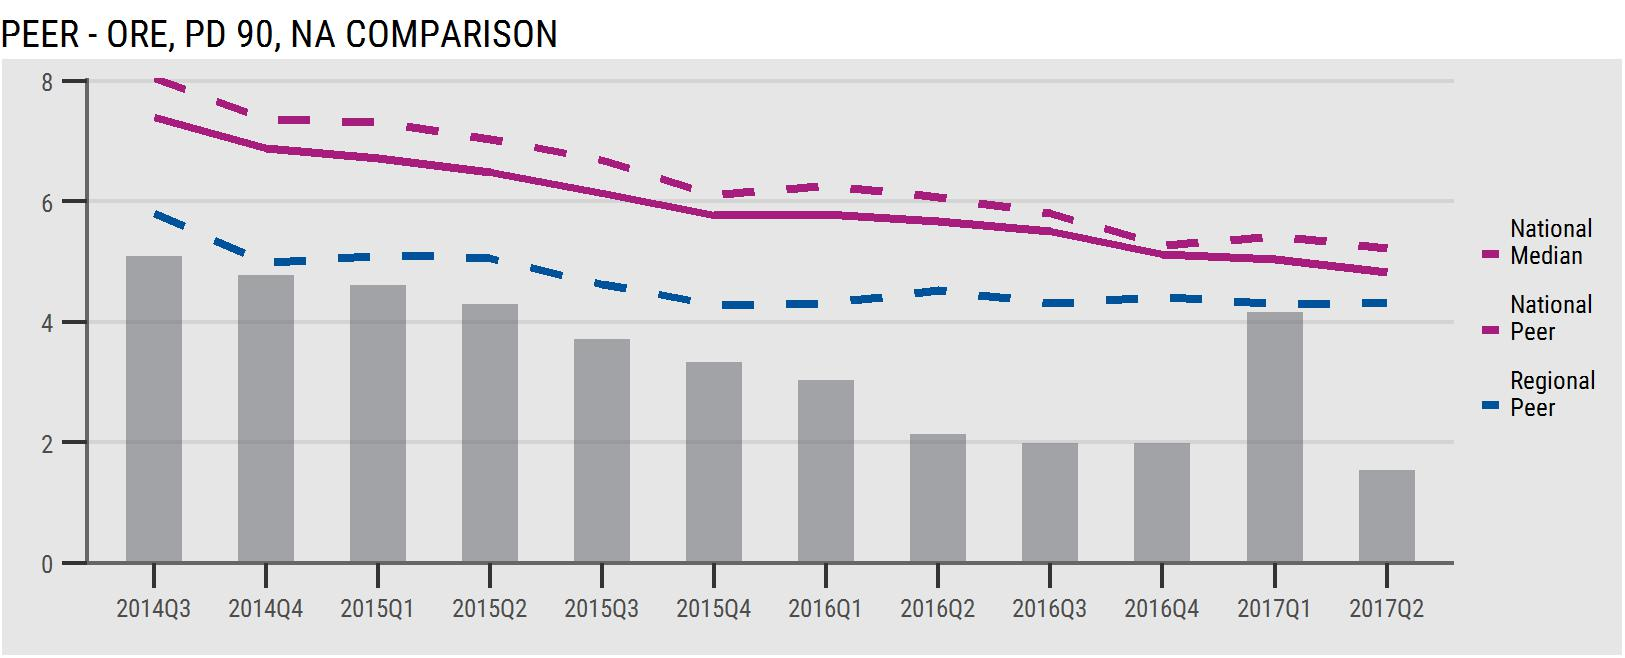 PEER - ORE, PD 90, NA COMPARISON
8
6
4
2
0
2014Q3 2014Q4 2015Q1 2015Q2 2015Q3 2015Q4 2016Q1 2016Q2 2016Q3 2016Q4 2017Q1 2017Q2
National
Median
National
Peer
Regional
Peer